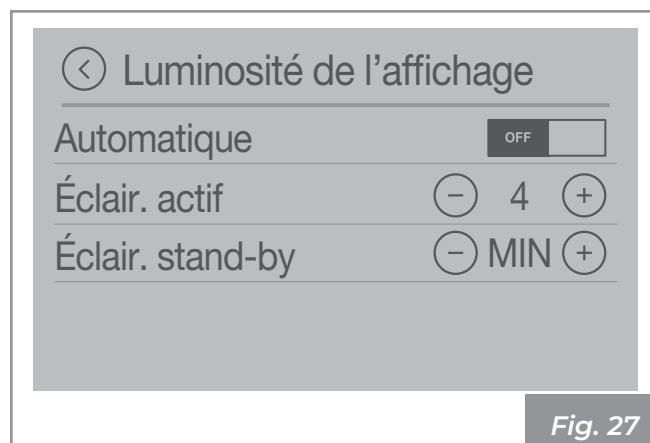 Luminosité de l'affichage
Automatique OFF
Éclair. actif 4
Éclair. stand-by MIN
Fig. 27